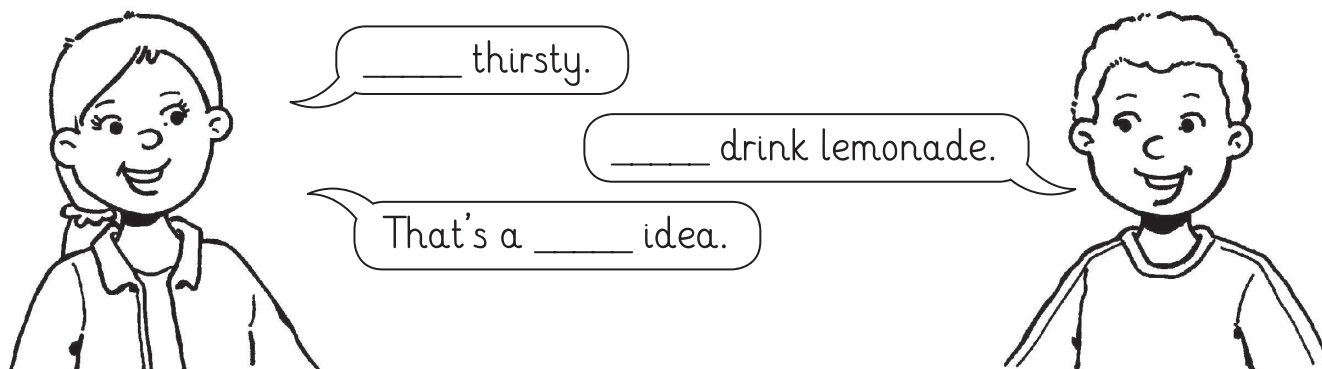 _____ thirsty.
_____ drink lemonade.
That's a _____ idea.